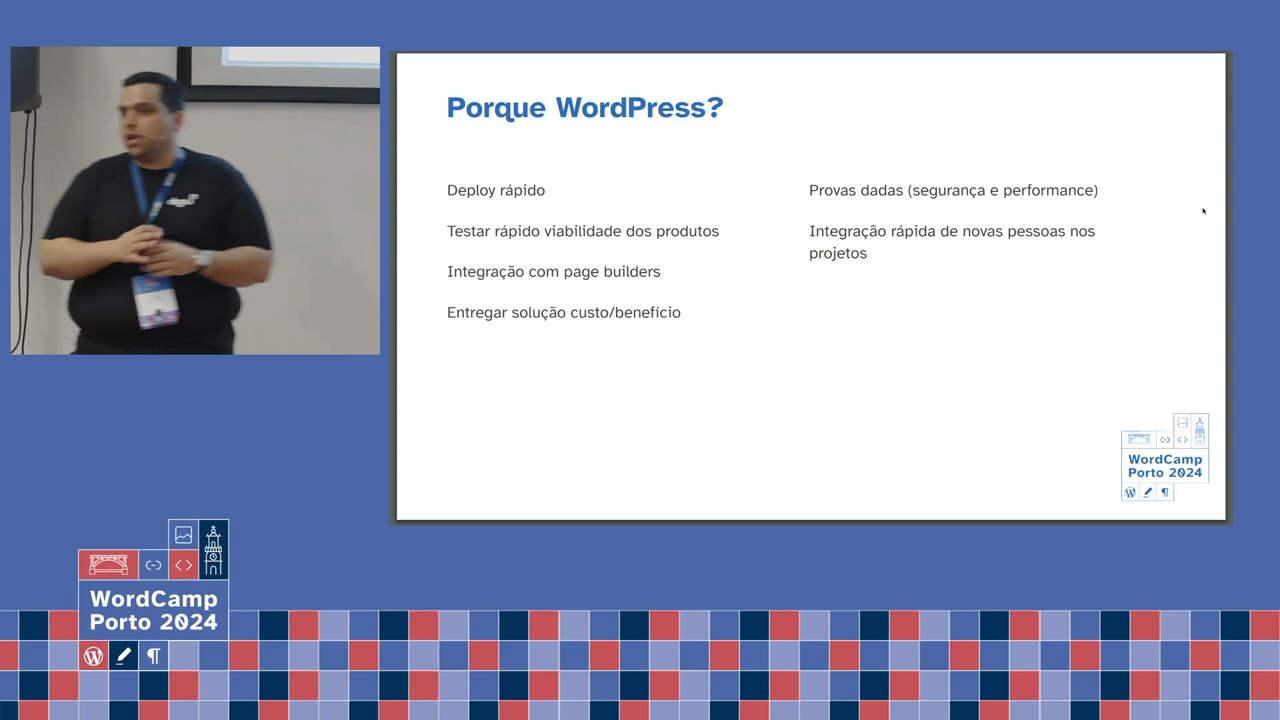 Porque WordPress?
Deploy rápido
Testar rápido viabilidade dos produtos
Integração com page builders
Entregar solução custo/benefício
Provas dadas (segurança e performance)
Integração rápida de novas pessoas nos
projetos
WordCamp
Porto 2024
WordCamp
Porto 2024